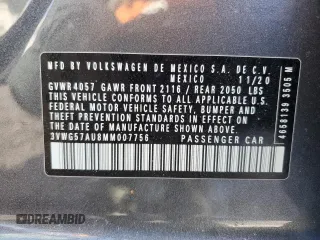 MFD BY VOLKSWAGEN DE MEXICO S.A. DE C.V.
MEXICO 11/20
GVWR4057 GAWR FRONT 2116 / REAR 2050 LBS
THIS VEHICLE CONFORMS TO ALL APPLICABLE U.S.
FEDERAL MOTOR VEHICLE SAFETY, BUMPER, AND
THEFT PREVENTION STANDARDS IN EFFECT ON THE
DATE OF MANUFACTURE SHOWN ABOVE.
3VWG57AU8MM007756 PASSENGER CAR
4658139 3505 M
DREAMBID